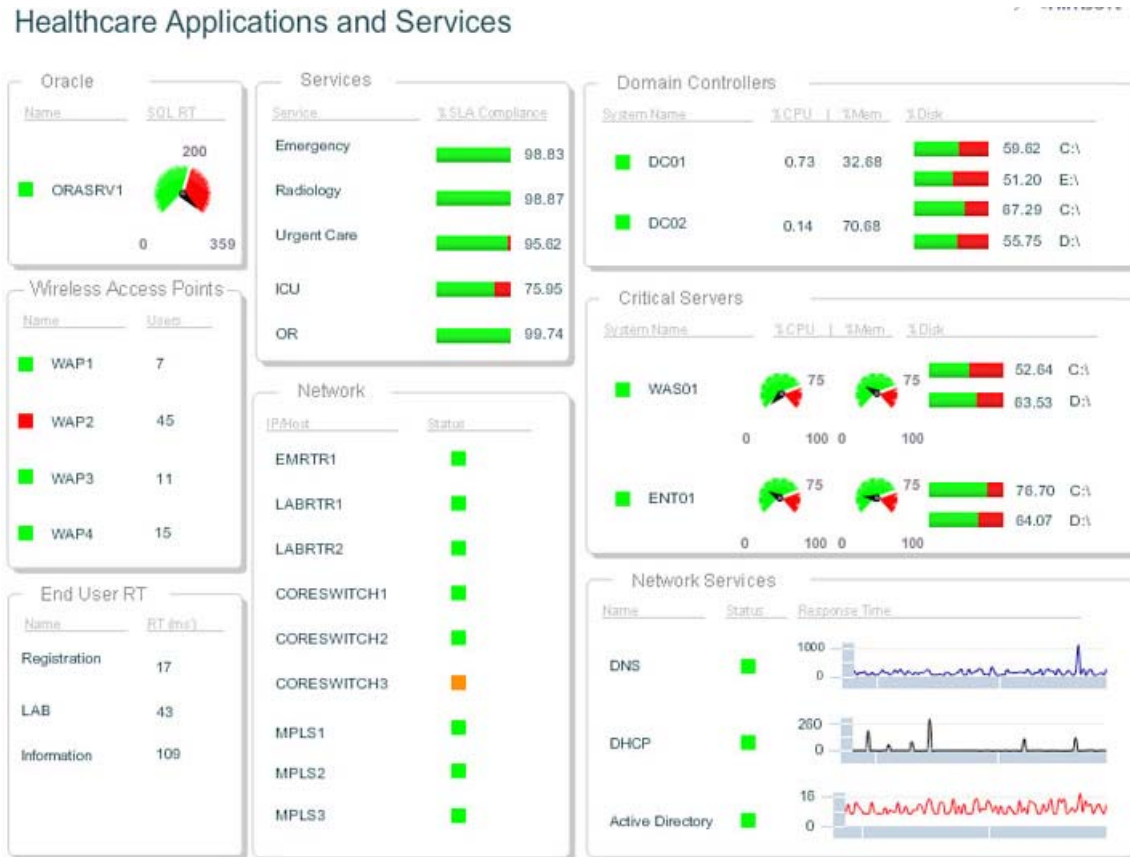 Healthcare Applications and Services
Oracle
Name SQL RT
200
ORASRV1
0 359
Wireless Access Points
Name Users
WAP1 7
WAP2 45
WAP3 11
WAP4 15
End User RT
Name RT (ms)
Registration 17
LAB 43
Information 109
Services
Service %SLA Compliance
Emergency 98.83
Radiology 98.87
Urgent Care 95.62
ICU 75.95
OR 99.74
Network
IP/Host Status
EMRTR1
LABRTR1
LABRTR2
CORESWITCH1
CORESWITCH2
CORESWITCH3
MPLS1
MPLS2
MPLS3
Domain Controllers
System Name %CPU | %Mem %Disk
59.62 C:\
DC01 0.73 32.68
51.20 E:\
67.29 C:\
DC02 0.14 70.68
55.75 D:\
Critical Servers
System Name %CPU | %Mem %Disk
52.64 C:\
WAS01 75 75
63.53 D:\
0 100 0 100
75 75 76.70 C:\
ENT01
64.07 D:\
0 100 0 100
Network Services
Name Status Response Time
1000
DNS
0
260
DHCP
0
16
Active Directory
0